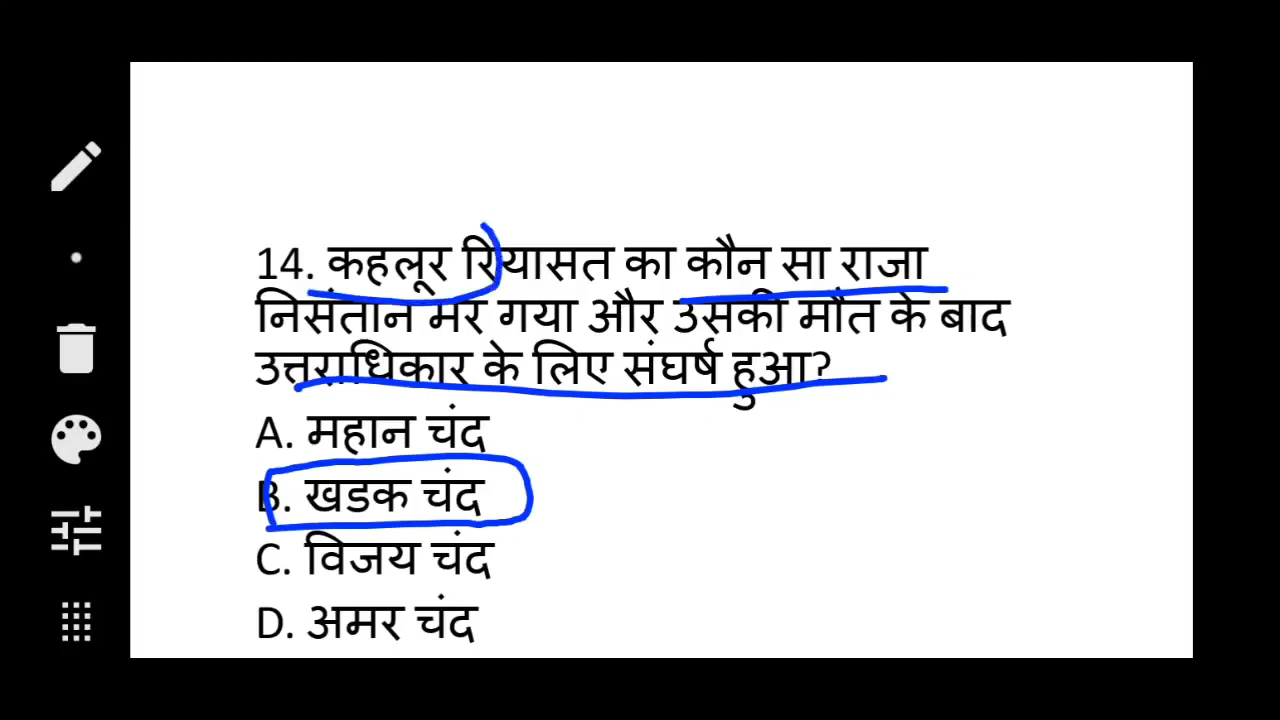 14. कहलूर रियासत का कौन सा राजा
निसंतान मर गया और उसकी मौत के बाद
उत्तराधिकार के लिए संघर्ष हुआ?
A. महान चंद
B. खडक चंद
C. विजय चंद
D. अमर चंद